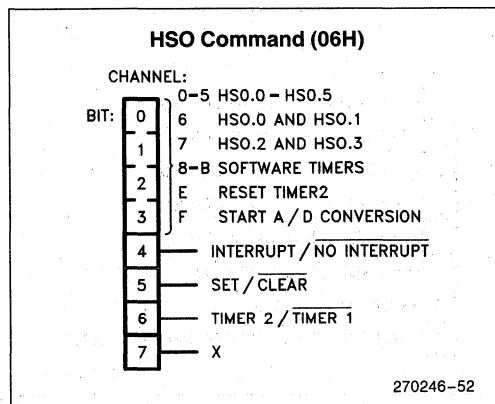 HSO Command (06H)
CHANNEL:
0-5 HSO.0 - HSO.5
BIT: 0 6 HSO.0 AND HSO.1
1 7 HSO.2 AND HSO.3
8-B SOFTWARE TIMERS
2 E RESET TIMER2
3 F START A / D CONVERSION
4 INTERRUPT / NO INTERRUPT
5 SET / CLEAR
6 TIMER 2 / TIMER 1
7 X
270246-52